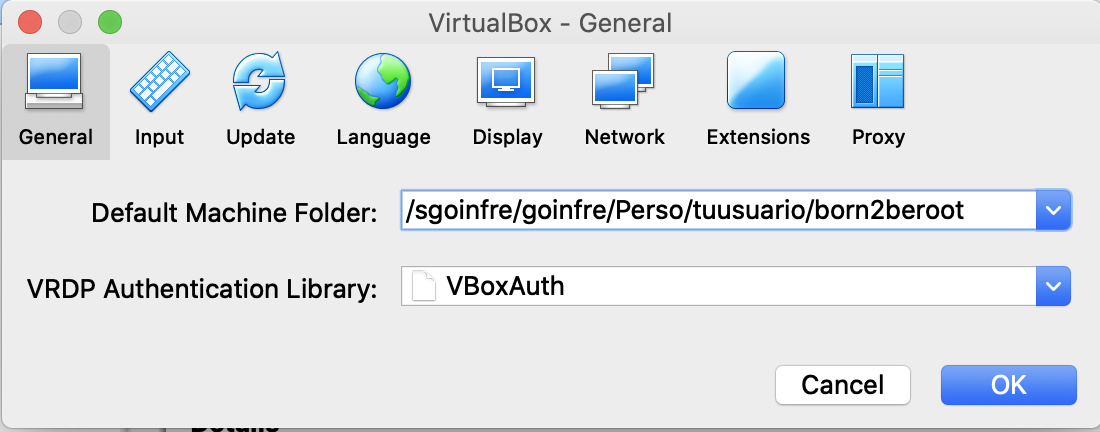 VirtualBox - General
General Input Update Language Display Network Extensions Proxy
Default Machine Folder: /sgoinfre/goinfre/Perso/tuusuario/born2beroot
VRDP Authentication Library: VBoxAuth
Cancel OK
Details